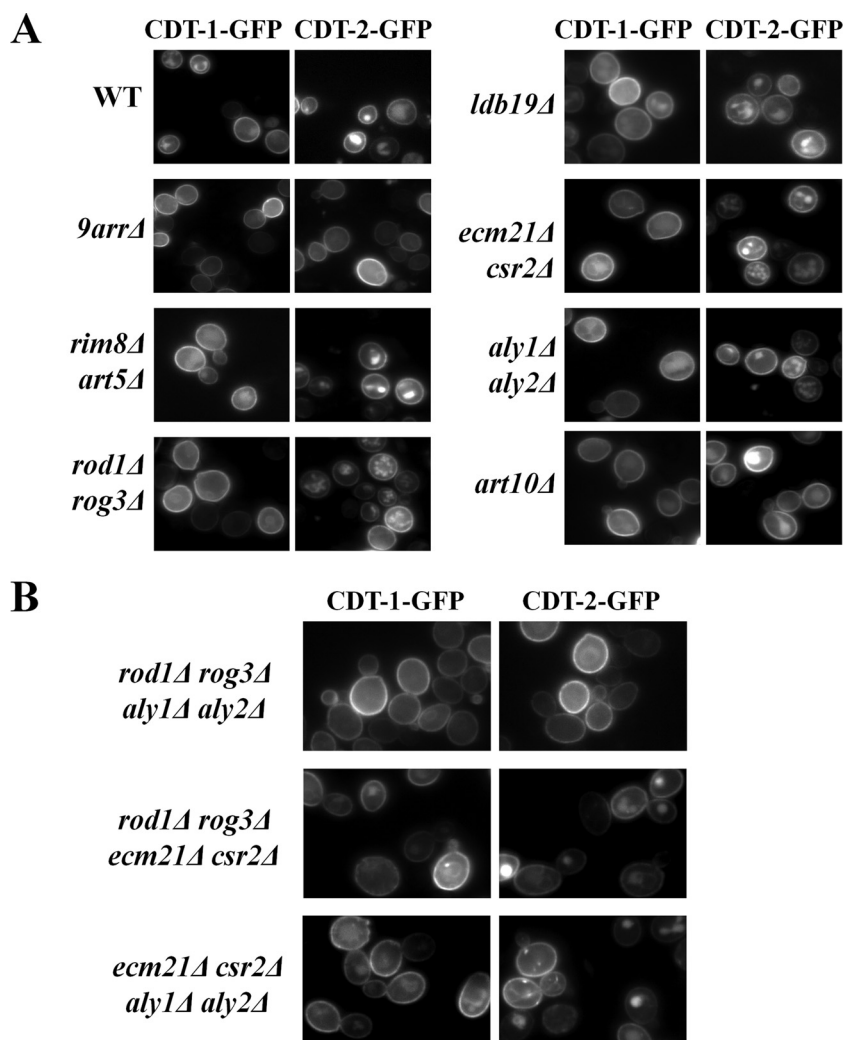 A
CDT-1-GFP CDT-2-GFP
WT
9arrΔ
rim8Δ
art5Δ
rod1Δ
rog3Δ
CDT-1-GFP CDT-2-GFP
ldb19Δ
ecm21Δ
csr2Δ
aly1Δ
aly2Δ
art10Δ
B
CDT-1-GFP CDT-2-GFP
rod1Δ rog3Δ
aly1Δ aly2Δ
rod1Δ rog3Δ
ecm21Δ csr2Δ
ecm21Δ csr2Δ
aly1Δ aly2Δ